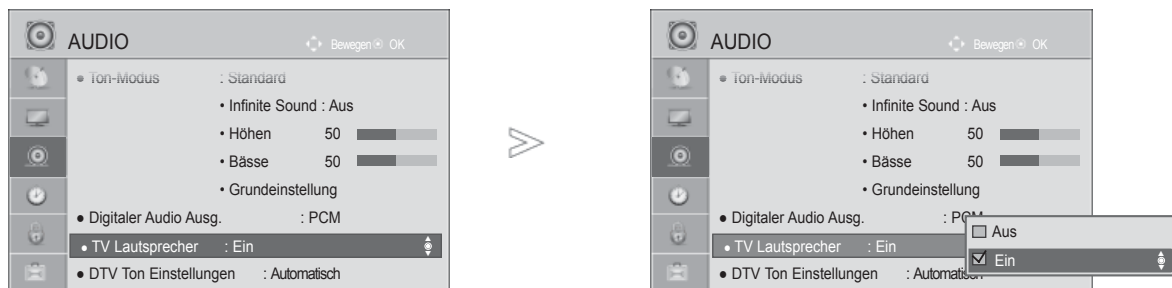 AUDIO
Bewegen OK
• Ton-Modus : Standard
• Infinite Sound : Aus
• Höhen 50
• Bässe 50
• Grundeinstellung
• Digitaler Audio Ausg. : PCM
• TV Lautsprecher : Ein
• DTV Ton Einstellungen : Automatisch
AUDIO
Bewegen OK
• Ton-Modus : Standard
• Infinite Sound : Aus
• Höhen 50
• Bässe 50
• Grundeinstellung
• Digitaler Audio Ausg. : PCM
• TV Lautsprecher : Ein
• DTV Ton Einstellungen : Automatisch
Aus
Ein